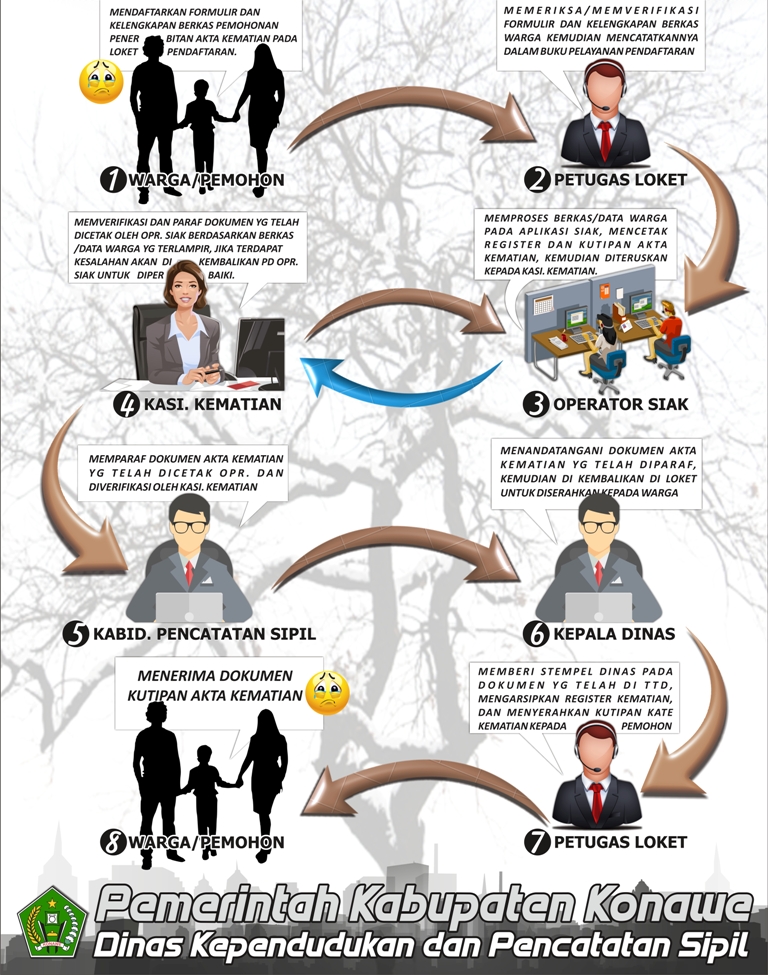 MENDAFTARKAN FORMULIR DAN
KELENGKAPAN BERKAS PEMOHONAN
PENER BITAN AKTA KEMATIAN PADA
LOKET PENDAFTARAN.
1 WARGA/PEMOHON
MEMERIKSA/MEMVERIFIKASI
FORMULIR DAN KELENGKAPAN BERKAS
WARGA KEMUDIAN MENCATATKANNYA
DALAM BUKU PELAYANAN PENDAFTARAN
2 PETUGAS LOKET
MEMPROSES BERKAS/DATA WARGA
PADA APLIKASI SIAK, MENCETAK
REGISTER DAN KUTIPAN AKTA
KEMATIAN, KEMUDIAN DITERUSKAN
KEPADA KASI. KEMATIAN.
3 OPERATOR SIAK
MEMVERIFIKASI DAN PARAF DOKUMEN YG TELAH
DICETAK OLEH OPR. SIAK BERDASARKAN BERKAS
/DATA WARGA YG TERLAMPIR, JIKA TERDAPAT
KESALAHAN AKAN DI KEMBALIKAN PD OPR.
SIAK UNTUK DIPER BAIKI.
4 KASI. KEMATIAN
MEMPARAF DOKUMEN AKTA KEMATIAN
YG TELAH DICETAK OPR. DAN
DIVERIFIKASI OLEH KASI. KEMATIAN
5 KABID. PENCATATAN SIPIL
MENANDATANGANI DOKUMEN AKTA
KEMATIAN YG TELAH DIPARAF,
KEMUDIAN DI KEMBALIKAN DI LOKET
UNTUK DISERAHKAN KEPADA WARGA
6 KEPALA DINAS
MEMBERI STEMPEL DINAS PADA
DOKUMEN YG TELAH DI TTD,
MENGARSIPKAN REGISTER KEMATIAN,
DAN MENYERAHKAN KUTIPAN KATE
KEMATIAN KEPADA PEMOHON
7 PETUGAS LOKET
MENERIMA DOKUMEN
KUTIPAN AKTA KEMATIAN
8 WARGA/PEMOHON
Pemerintah Kabupaten Konawe
Dinas Kependudukan dan Pencatatan Sipil